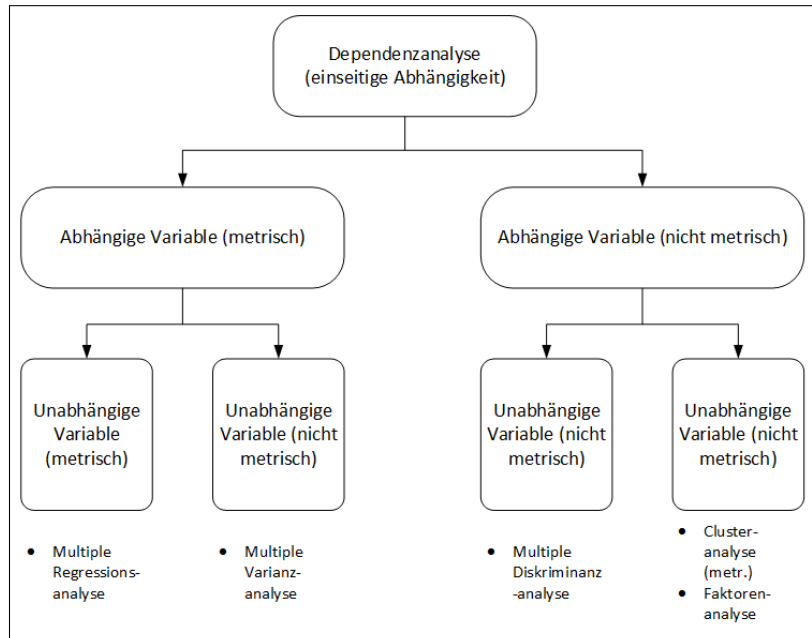 Dependenzanalyse
(einseitige Abhängigkeit)
Abhängige Variable (metrisch)
Abhängige Variable (nicht metrisch)
Unabhängige
Variable
(metrisch)
Unabhängige
Variable (nicht
metrisch)
Unabhängige
Variable (nicht
metrisch)
Unabhängige
Variable (nicht
metrisch)
• Multiple
Regressions-
analyse
• Multiple
Varianz-
analyse
• Multiple
Diskriminanz
-analyse
• Cluster-
analyse
(metr.)
• Faktoren-
analyse